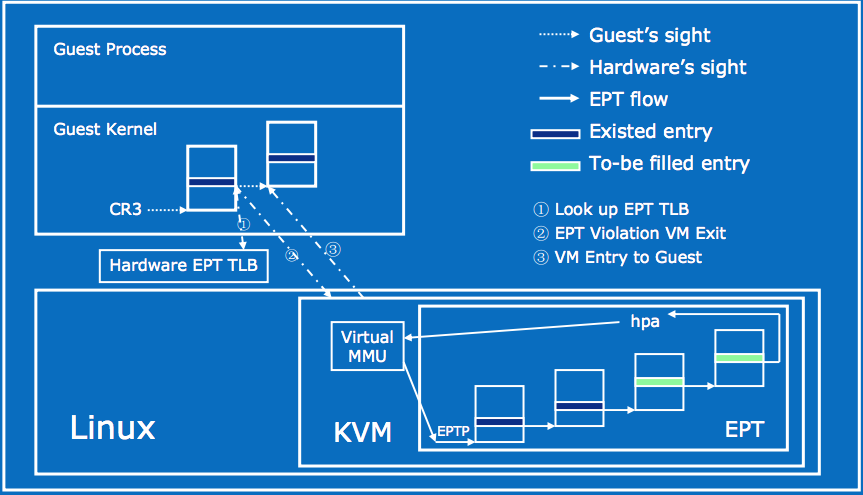 Guest Process
Guest Kernel
CR3
①
②
③
Hardware EPT TLB
Guest's sight
Hardware's sight
EPT flow
Existed entry
To-be filled entry
① Look up EPT TLB
② EPT Violation VM Exit
③ VM Entry to Guest
Virtual
MMU
hpa
EPTP
Linux
KVM
EPT